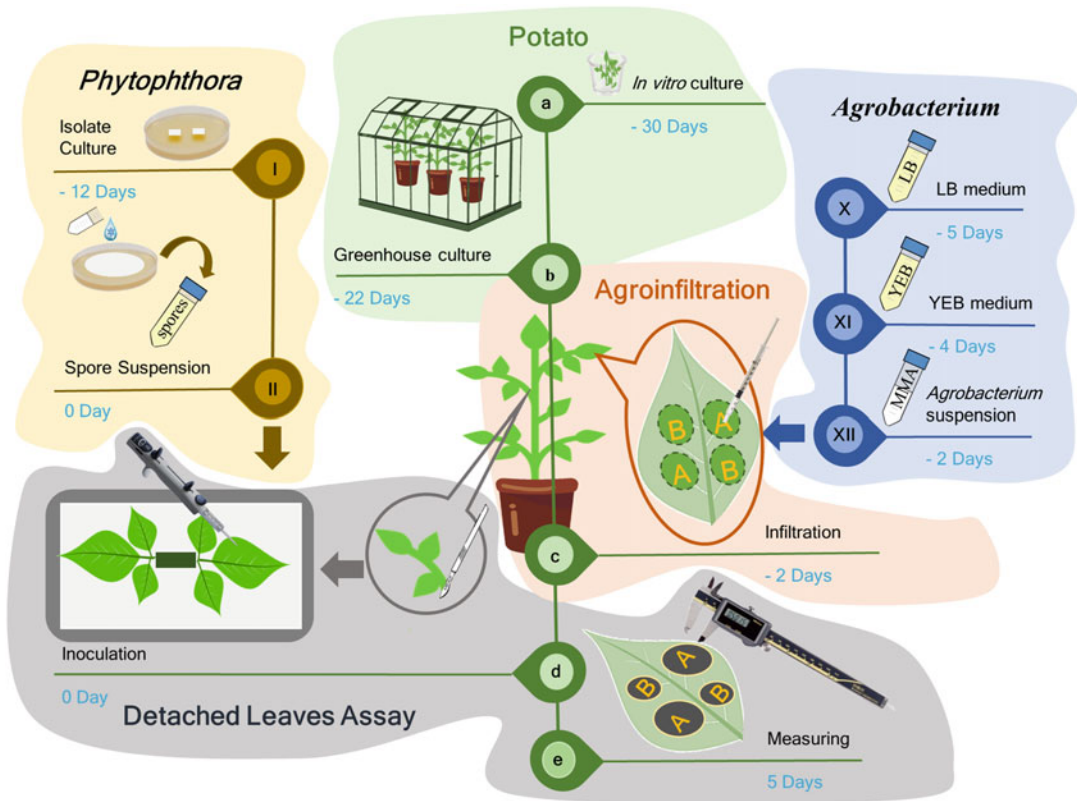 Potato
a
In vitro culture
- 30 Days
Greenhouse culture
b
- 22 Days
Phytophthora
Isolate
Culture
I
- 12 Days
spores
Spore Suspension
II
0 Day
Agrobacterium
LB
X
LB medium
- 5 Days
YEB
XI
YEB medium
- 4 Days
MMA
Agrobacterium
suspension
XII
- 2 Days
Agroinfiltration
B
A
A
B
Infiltration
c
- 2 Days
Inoculation
d
0 Day
Detached Leaves Assay
A
B
B
A
Measuring
e
5 Days